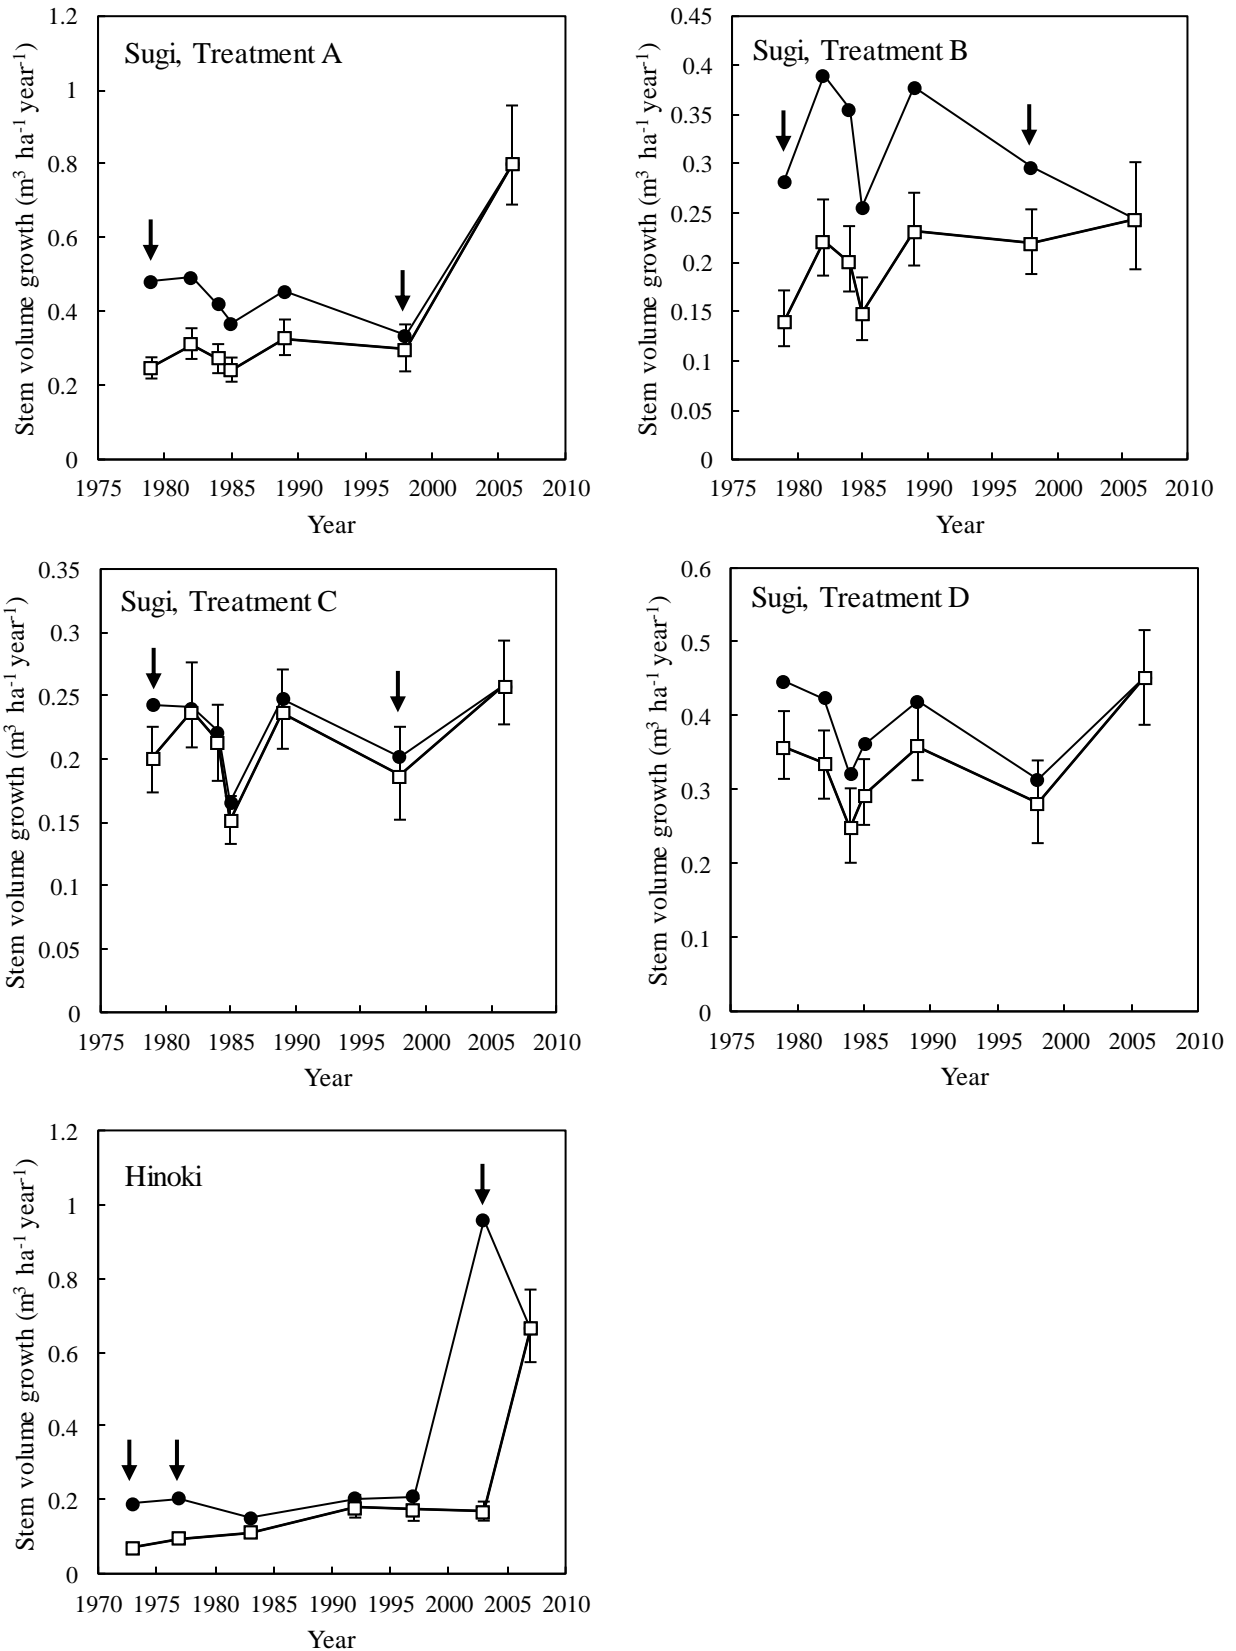 Sugi, Treatment A
Stem volume growth (m³ ha⁻¹ year⁻¹)
1.2
1
0.8
0.6
0.4
0.2
0
1975 1980 1985 1990 1995 2000 2005 2010
Year
Sugi, Treatment B
Stem volume growth (m³ ha⁻¹ year⁻¹)
0.45
0.4
0.35
0.3
0.25
0.2
0.15
0.1
0.05
0
1975 1980 1985 1990 1995 2000 2005 2010
Year
Sugi, Treatment C
Stem volume growth (m³ ha⁻¹ year⁻¹)
0.35
0.3
0.25
0.2
0.15
0.1
0.05
0
1975 1980 1985 1990 1995 2000 2005 2010
Year
Sugi, Treatment D
Stem volume growth (m³ ha⁻¹ year⁻¹)
0.6
0.5
0.4
0.3
0.2
0.1
0
1975 1980 1985 1990 1995 2000 2005 2010
Year
Hinoki
Stem volume growth (m³ ha⁻¹ year⁻¹)
1.2
1
0.8
0.6
0.4
0.2
0
1970 1975 1980 1985 1990 1995 2000 2005 2010
Year